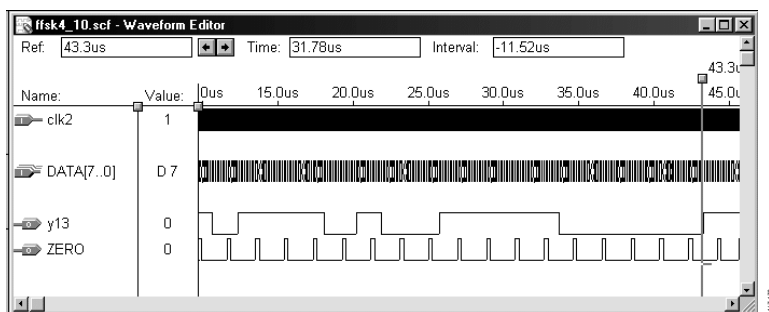 ffsk4_10.scf - Waveform Editor
Ref: 43.3us Time: 31.78us Interval: -11.52us
43.3u
Name: Value: 0us 15.0us 20.0us 25.0us 30.0us 35.0us 40.0us 45.0u
clk2 1
DATA[7..0] D 7
y13 0
ZERO 0